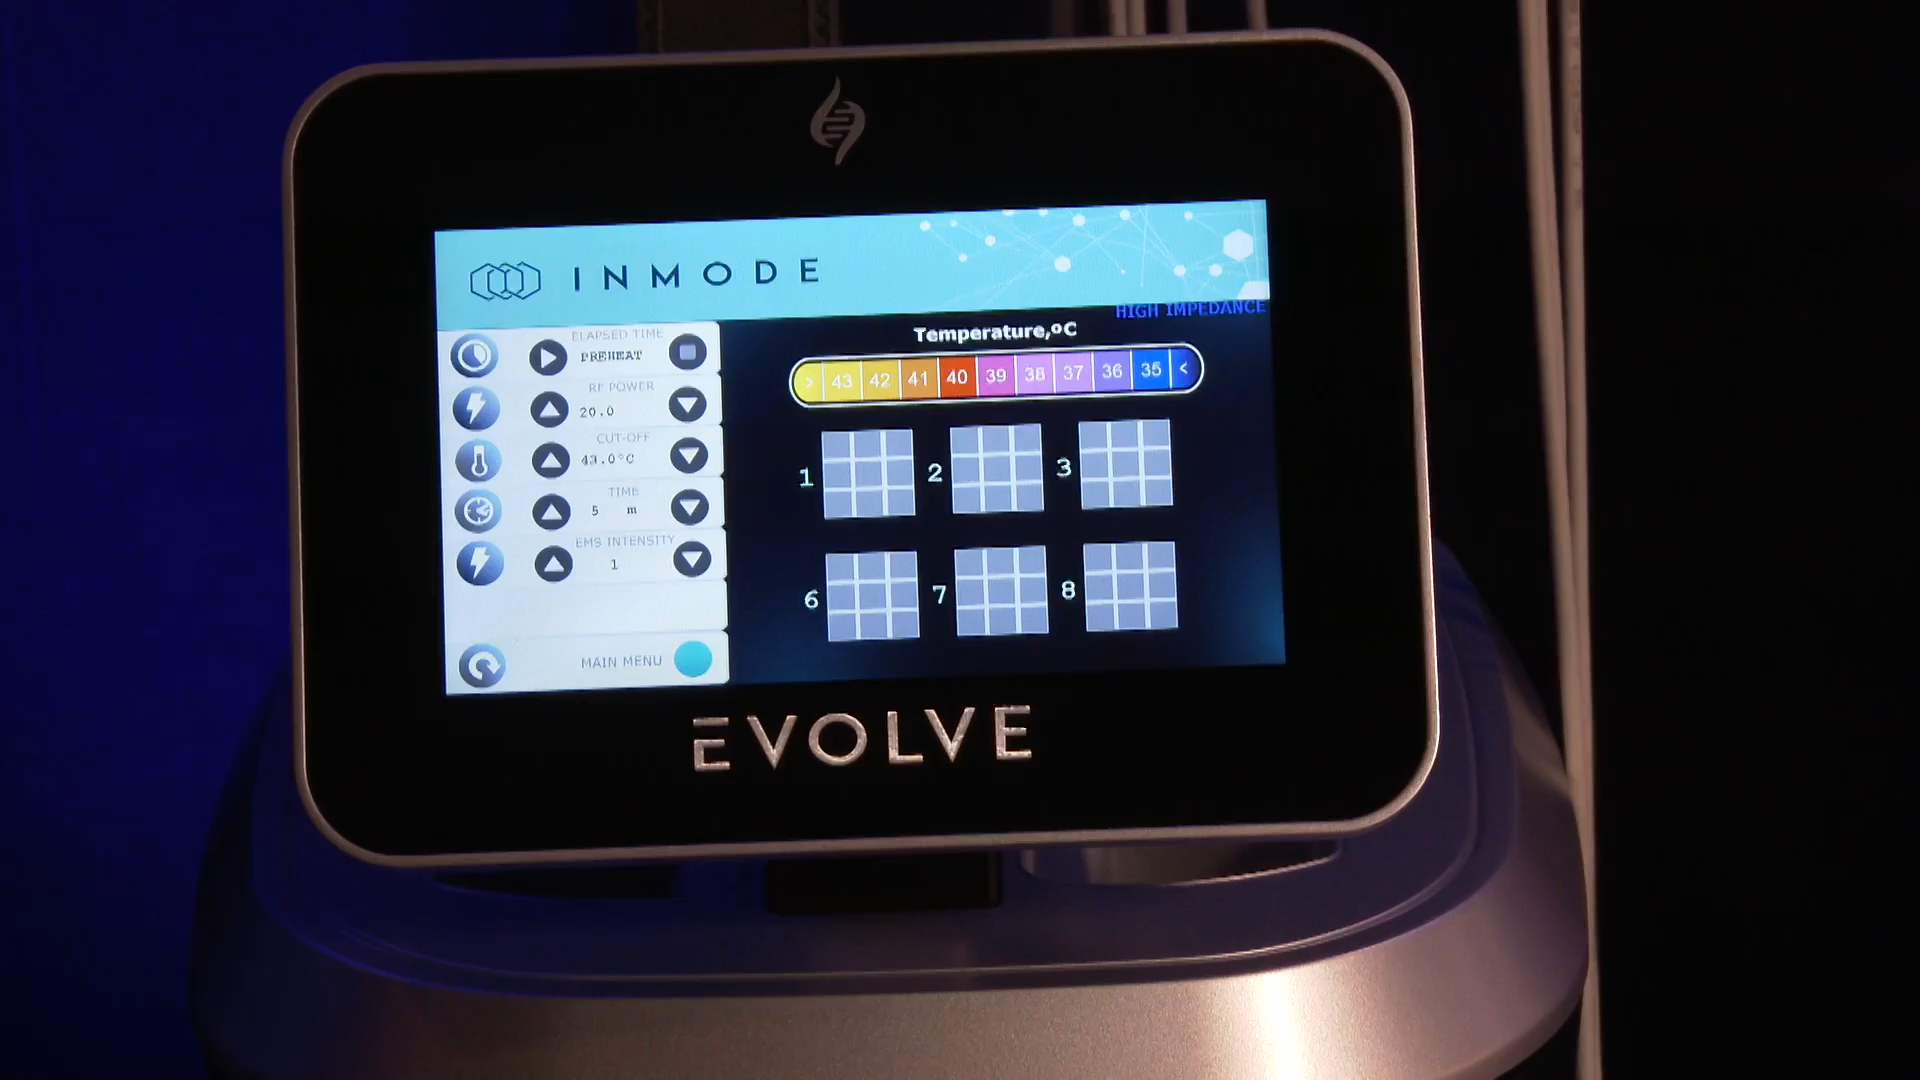 INMODE
HIGH IMPEDANCE
ELAPSED TIME
PREHEAT
RF POWER
20.0
CUT-OFF
43.0°C
TIME
5 m
EMS INTENSITY
1
MAIN MENU
Temperature,ºC
> 43 42 41 40 39 38 37 36 35 <
1 2 3
6 7 8
EVOLVE